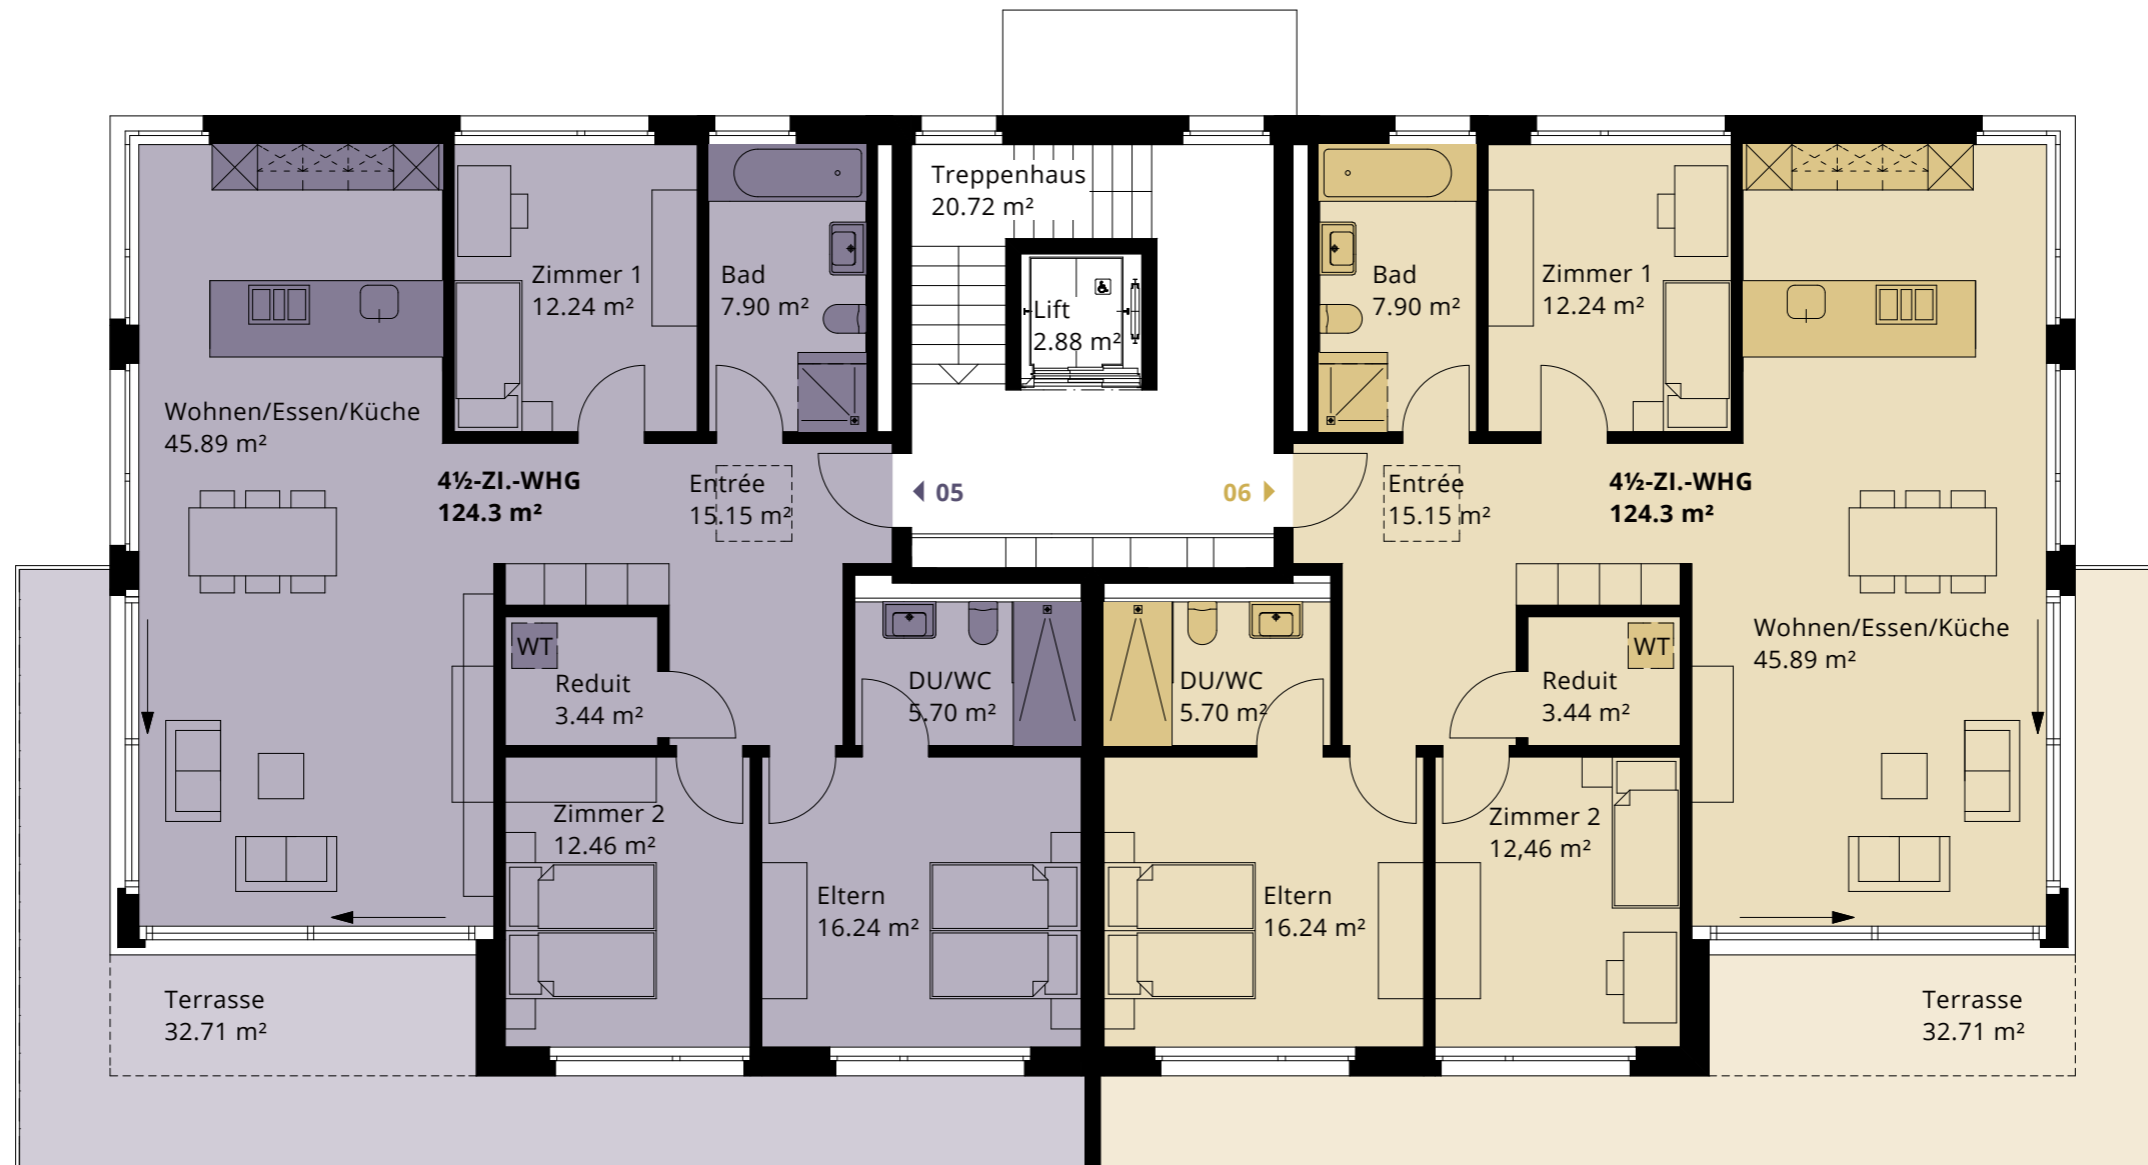 Treppenhaus
20.72 m²
Zimmer 1
12.24 m²
Bad
7.90 m²
Lift
2.88 m²
Bad
7.90 m²
Zimmer 1
12.24 m²
Wohnen/Essen/Küche
45.89 m²
4½-ZI.-WHG
124.3 m²
Entrée
15.15 m²
05
06
Entrée
15.15 m²
4½-ZI.-WHG
124.3 m²
WT
Reduit
3.44 m²
DU/WC
5.70 m²
DU/WC
5.70 m²
WT
Reduit
3.44 m²
Wohnen/Essen/Küche
45.89 m²
Zimmer 2
12.46 m²
Eltern
16.24 m²
Eltern
16.24 m²
Zimmer 2
12,46 m²
Terrasse
32.71 m²
Terrasse
32.71 m²